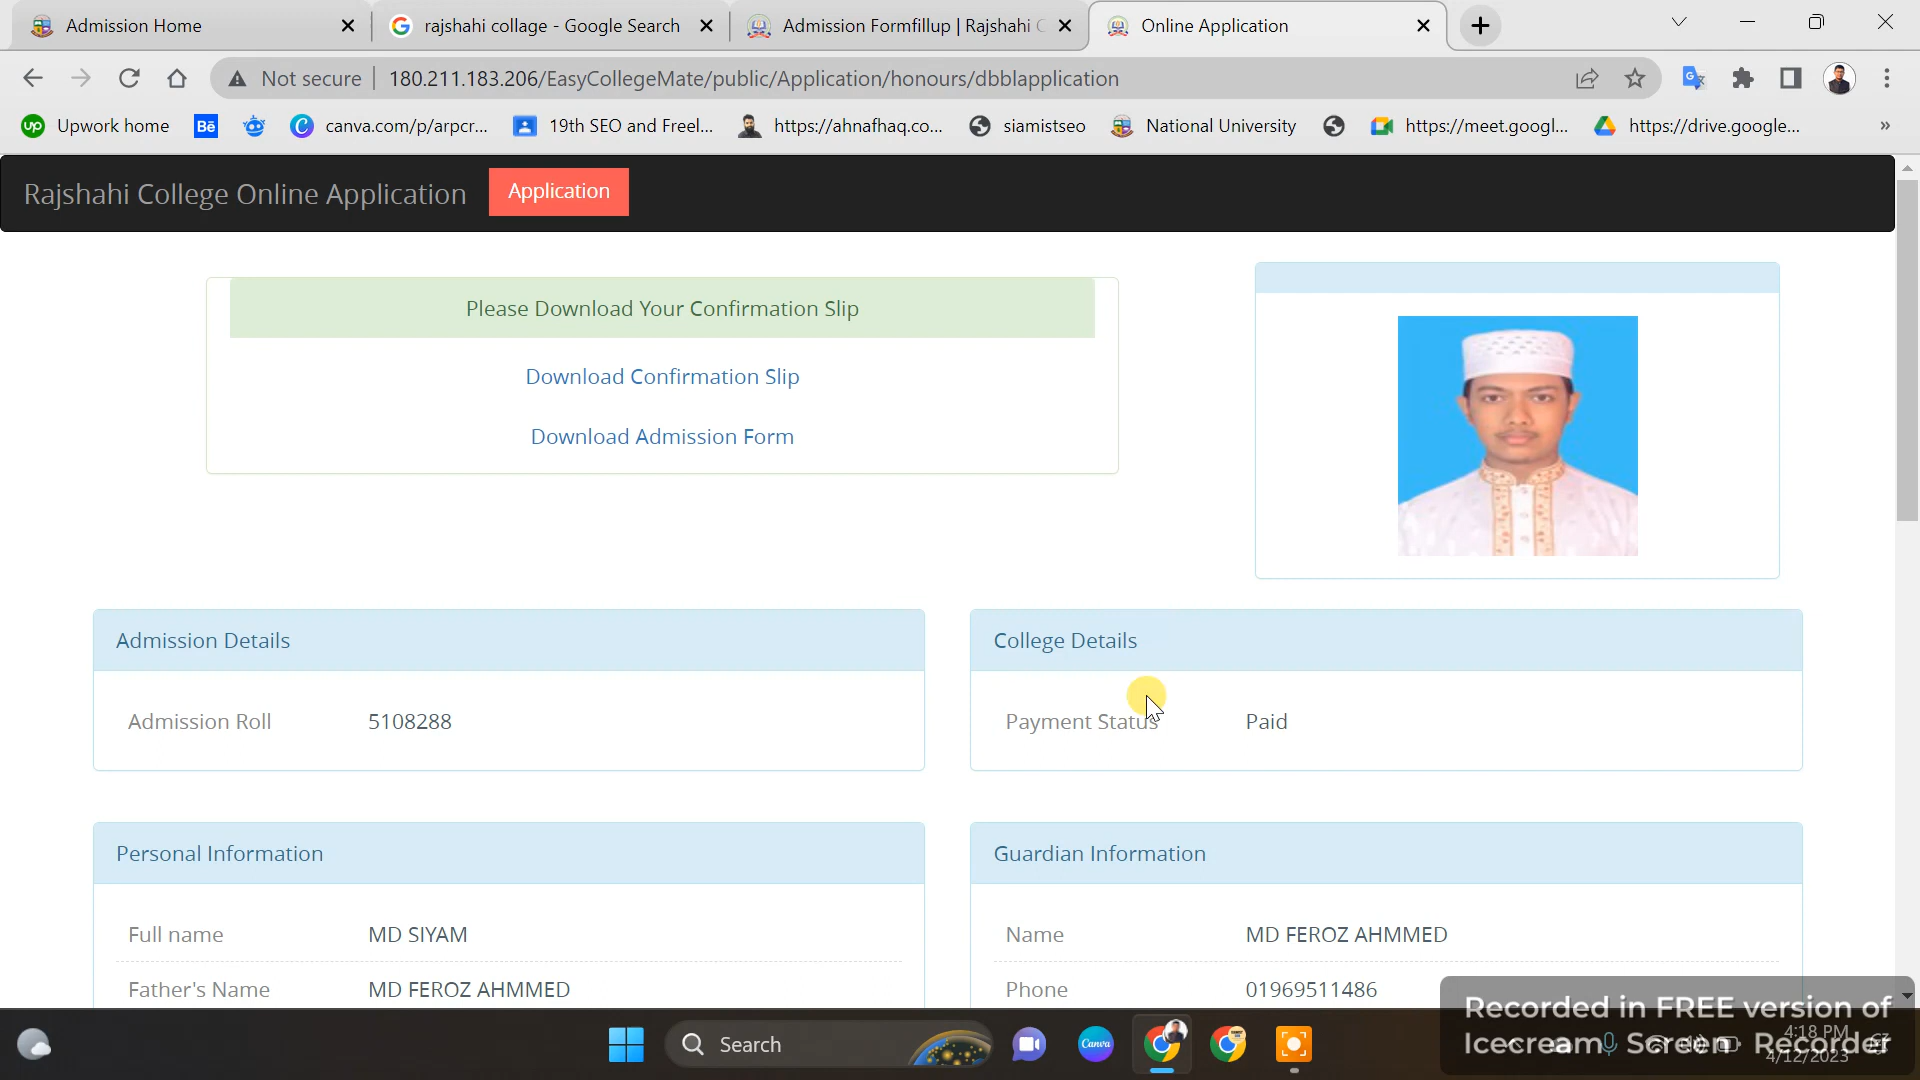 Admission Home
rajshahi collage - Google Search
Admission Formfillup | Rajshahi C
Online Application
Not secure
180.211.183.206/EasyCollegeMate/public/Application/honours/dbblapplication
Upwork home
canva.com/p/arpcr...
19th SEO and Freel...
https://ahnafhaq.co...
siamistseo
National University
https://meet.googl...
https://drive.google...
»
Rajshahi College Online Application
Application
Please Download Your Confirmation Slip
Download Confirmation Slip
Download Admission Form
Admission Details
College Details
Admission Roll 5108288
Payment Status Paid
Personal Information
Guardian Information
Full name MD SIYAM
Name MD FEROZ AHMMED
Father's Name MD FEROZ AHMMED
Phone 01969511486
Recorded in FREE version of
Icecream Screen Recorder
Search
Canva
4:18 PM
4/12/2023